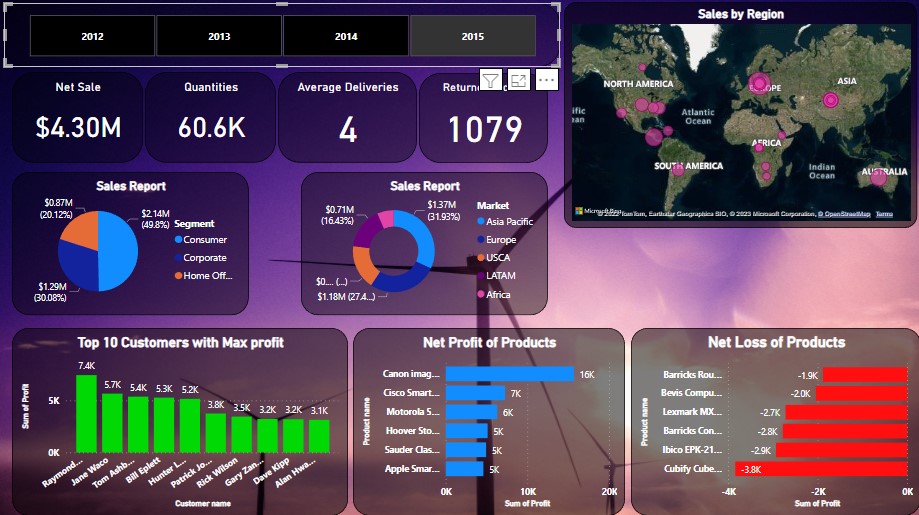 2012
2013
2014
2015
Net Sale
$4.30M
Quantities
60.6K
Average Deliveries
4
1079
Sales by Region
NORTH AMERICA
ASIA
Atlantic
Ocean
AFRICA
SOUTH AMERICA
Indian
Ocean
AUSTRALIA
TomTom, Earthstar Geographics SIO, © 2023 Microsoft Corporation, © OpenStreetMap Terms
Sales Report
$0.87M
(20.12%)
$2.14M
(49.8%)
$1.29M
(30.08%)
Segment
Consumer
Corporate
Home Off...
Sales Report
$0.71M
(16.43%)
$1.37M
(31.93%)
$0.... (...)
$1.18M (27.4...)
Market
Asia Pacific
Europe
USCA
LATAM
Africa
Top 10 Customers with Max profit
Sum of Profit
5K
0K
7.4K
5.7K
5.4K
5.3K
5.2K
3.8K
3.5K
3.2K
3.2K
3.1K
Raymond...
Jane Waco
Tom Ashb...
Bill Eplett
Hunter L...
Patrick Jo...
Rick Wilson
Gary Zan...
Dave Kipp
Alan Hwa...
Customer name
Net Profit of Products
Product name
Canon imag...
16K
Cisco Smart...
7K
Motorola S...
6K
Hoover Sto...
5K
Sauder Clas...
5K
Apple Smar...
5K
0K
10K
20K
Sum of Profit
Net Loss of Products
Product name
Barricks Rou...
-1.9K
Bevis Compu...
-2.0K
Lexmark MX...
-2.7K
Barricks Con...
-2.8K
Ibico EPK-21...
-2.9K
Cubify Cube...
-3.8K
-4K
-2K
0K
Sum of Profit